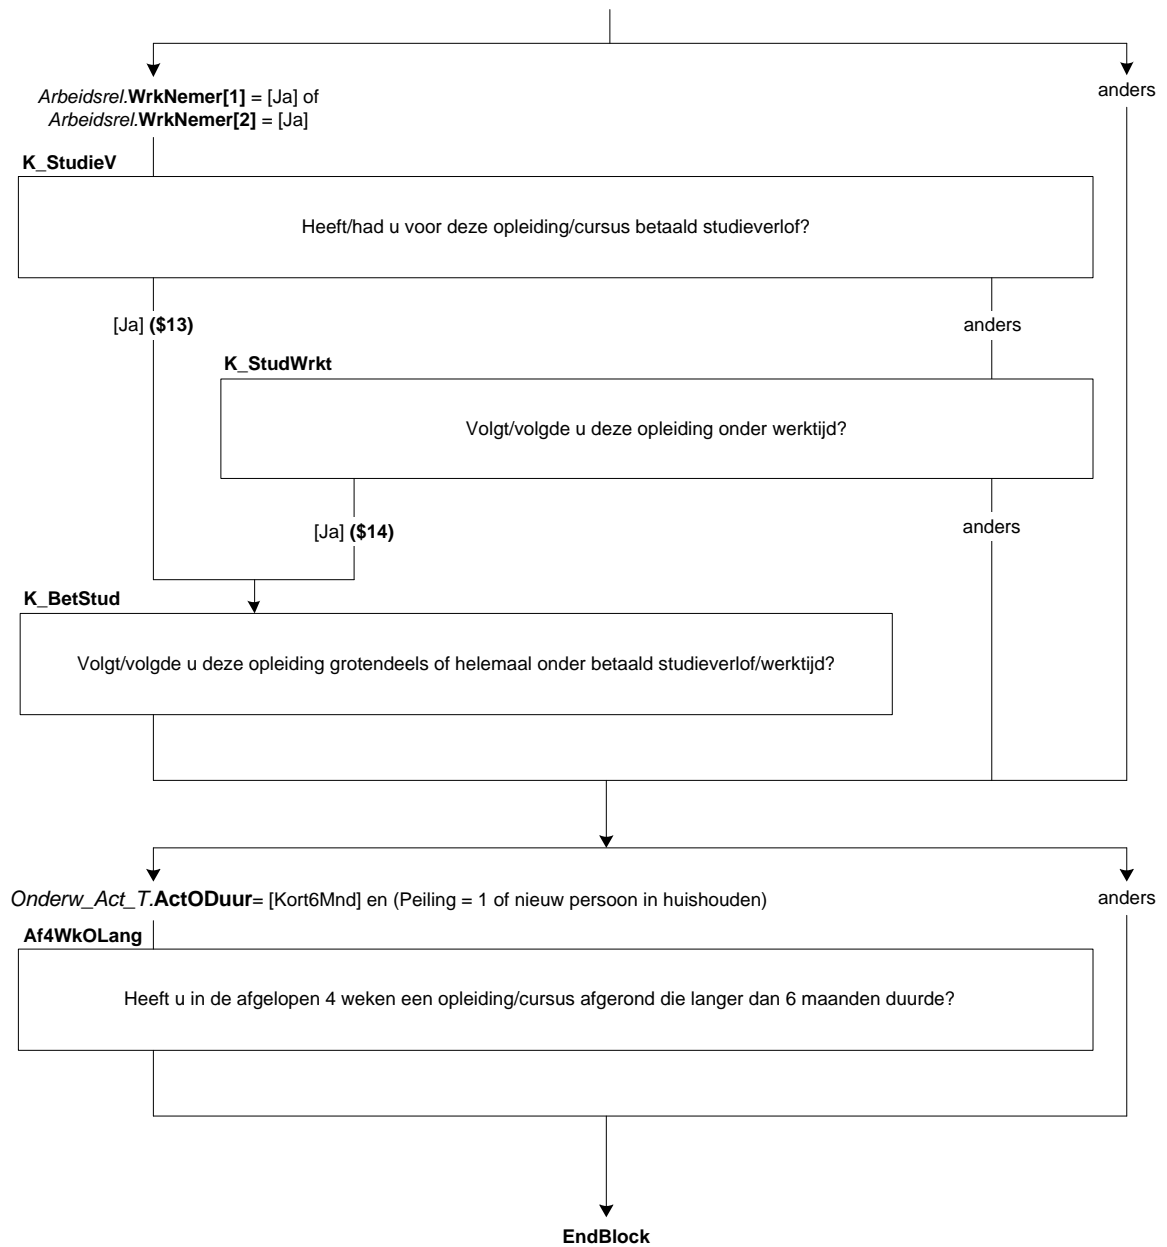 anders
Arbeidsrel.WrkNemer[1] = [Ja] of
Arbeidsrel.WrkNemer[2] = [Ja]
K_StudieV
Heeft/had u voor deze opleiding/cursus betaald studieverlof?
[Ja] ($13)
anders
K_StudWrkt
Volgt/volgde u deze opleiding onder werktijd?
[Ja] ($14)
anders
K_BetStud
Volgt/volgde u deze opleiding grotendeels of helemaal onder betaald studieverlof/werktijd?
Onderw_Act_T.ActODuur= [Kort6Mnd] en (Peiling = 1 of nieuw persoon in huishouden)
anders
Af4WkOLang
Heeft u in de afgelopen 4 weken een opleiding/cursus afgerond die langer dan 6 maanden duurde?
EndBlock